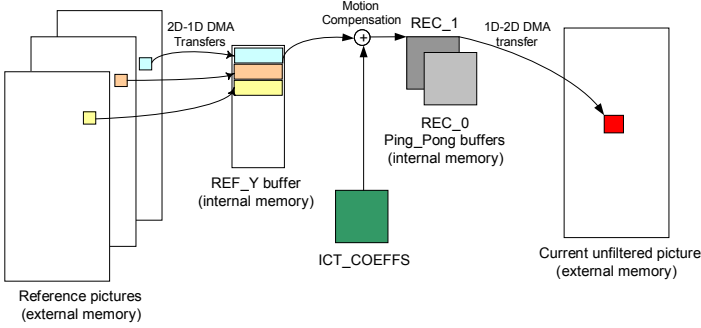 2D-1D DMA
Transfers
Motion
Compensation
REC_1
1D-2D DMA
transfer
REC_0
Ping_Pong buffers
(internal memory)
REF_Y buffer
(internal memory)
ICT_COEFFS
Current unfiltered picture
(external memory)
Reference pictures
(external memory)